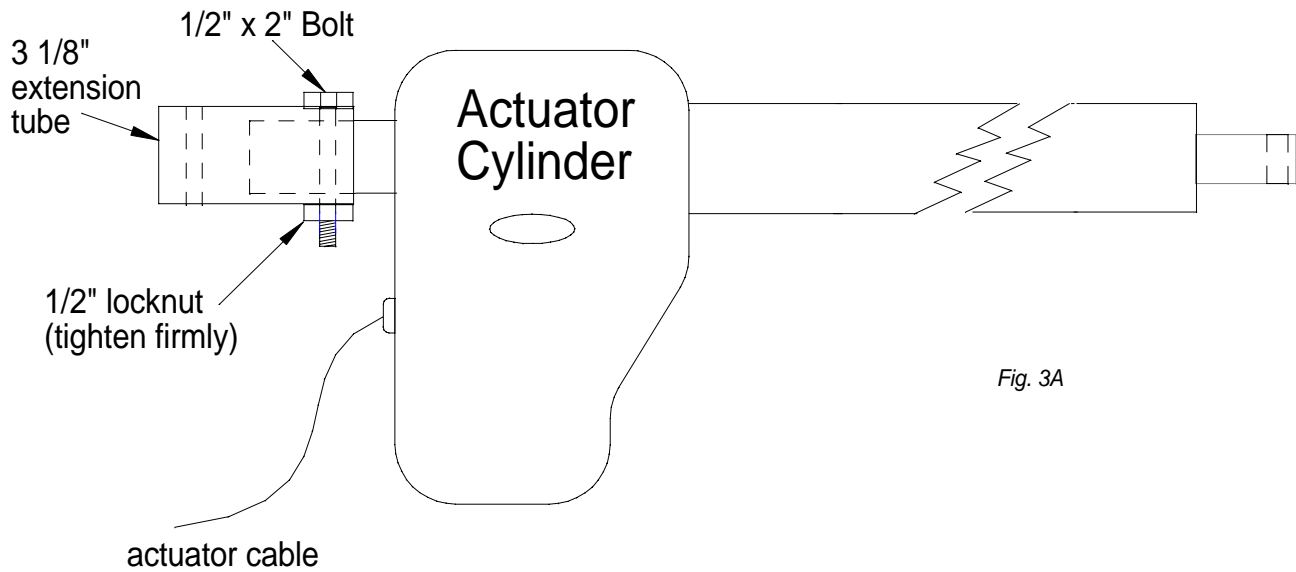 1/2" x 2" Bolt
3 1/8"
extension
tube
Actuator
Cylinder
1/2" locknut
(tighten firmly)
Fig. 3A
actuator cable